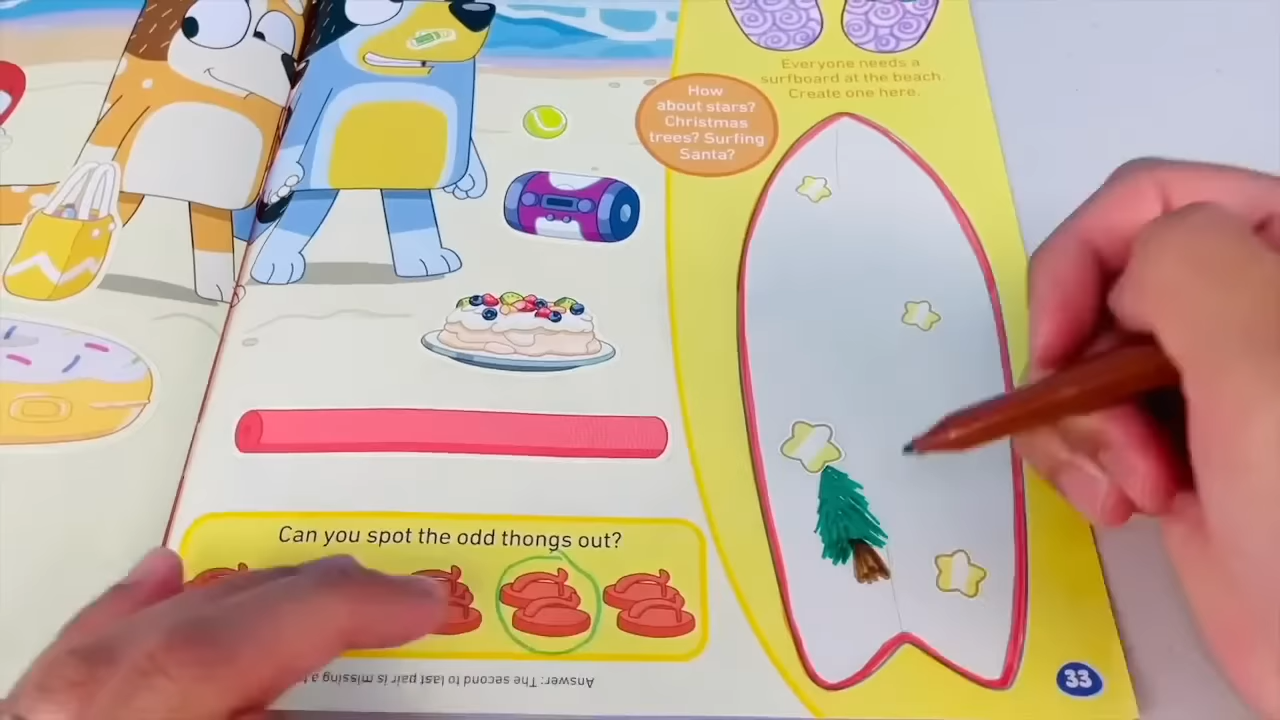 Everyone needs a
surfboard at the beach.
Create one here.
How
about stars?
Christmas
trees? Surfing
Santa?
Can you spot the odd thongs out?
Answer: The second to last pair is missing a
33